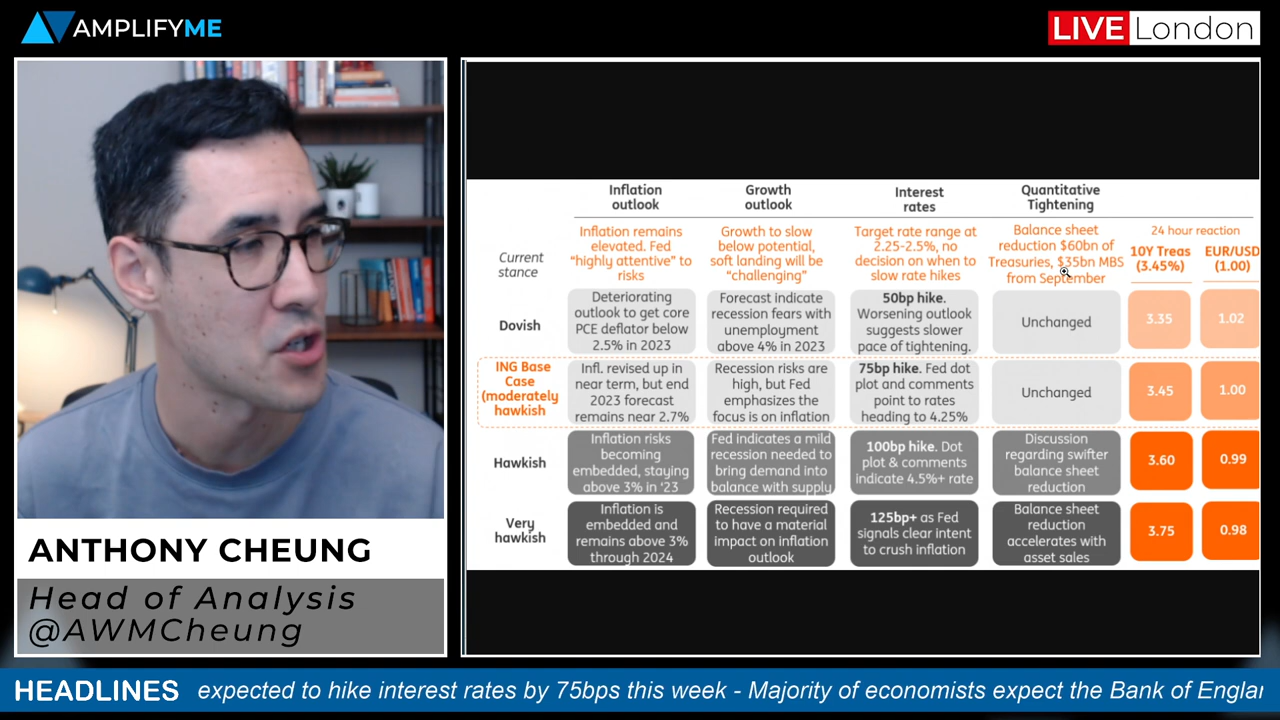 AMPLIFYME
LIVE London
Inflation
outlook
Growth
outlook
Interest
rates
Quantitative
Tightening
Current
stance
Inflation remains
elevated. Fed
“highly attentive” to
risks
Growth to slow
below potential,
soft landing will be
“challenging”
Target rate range at
2.25-2.5%, no
decision on when to
slow rate hikes
Balance sheet
reduction $60bn of
Treasuries, $35bn MBS
from September
24 hour reaction
10Y Treas
(3.45%)
EUR/USD
(1.00)
Dovish
Deteriorating
outlook to get core
PCE deflator below
2.5% in 2023
Forecast indicate
recession fears with
unemployment
above 4% in 2023
50bp hike.
Worsening outlook
suggests slower
pace of tightening.
Unchanged
3.35
1.02
ING Base
Case
(moderately
hawkish
Infl. revised up in
near term, but end
2023 forecast
remains near 2.7%
Recession risks are
high, but Fed
emphasizes the
focus is on inflation
75bp hike. Fed dot
plot and comments
point to rates
heading to 4.25%
Unchanged
3.45
1.00
Hawkish
Inflation risks
becoming
embedded, staying
above 3% in ‘23
Fed indicates a mild
recession needed to
bring demand into
balance with supply
100bp hike. Dot
plot & comments
indicate 4.5%+ rate
Discussion
regarding swifter
balance sheet
reduction
3.60
0.99
Very
hawkish
Inflation is
embedded and
remains above 3%
through 2024
Recession required
to have a material
impact on inflation
outlook
125bp+ as Fed
signals clear intent
to crush inflation
Balance sheet
reduction
accelerates with
asset sales
3.75
0.98
ANTHONY CHEUNG
Head of Analysis
@AWMCheung
HEADLINES expected to hike interest rates by 75bps this week - Majority of economists expect the Bank of Englan